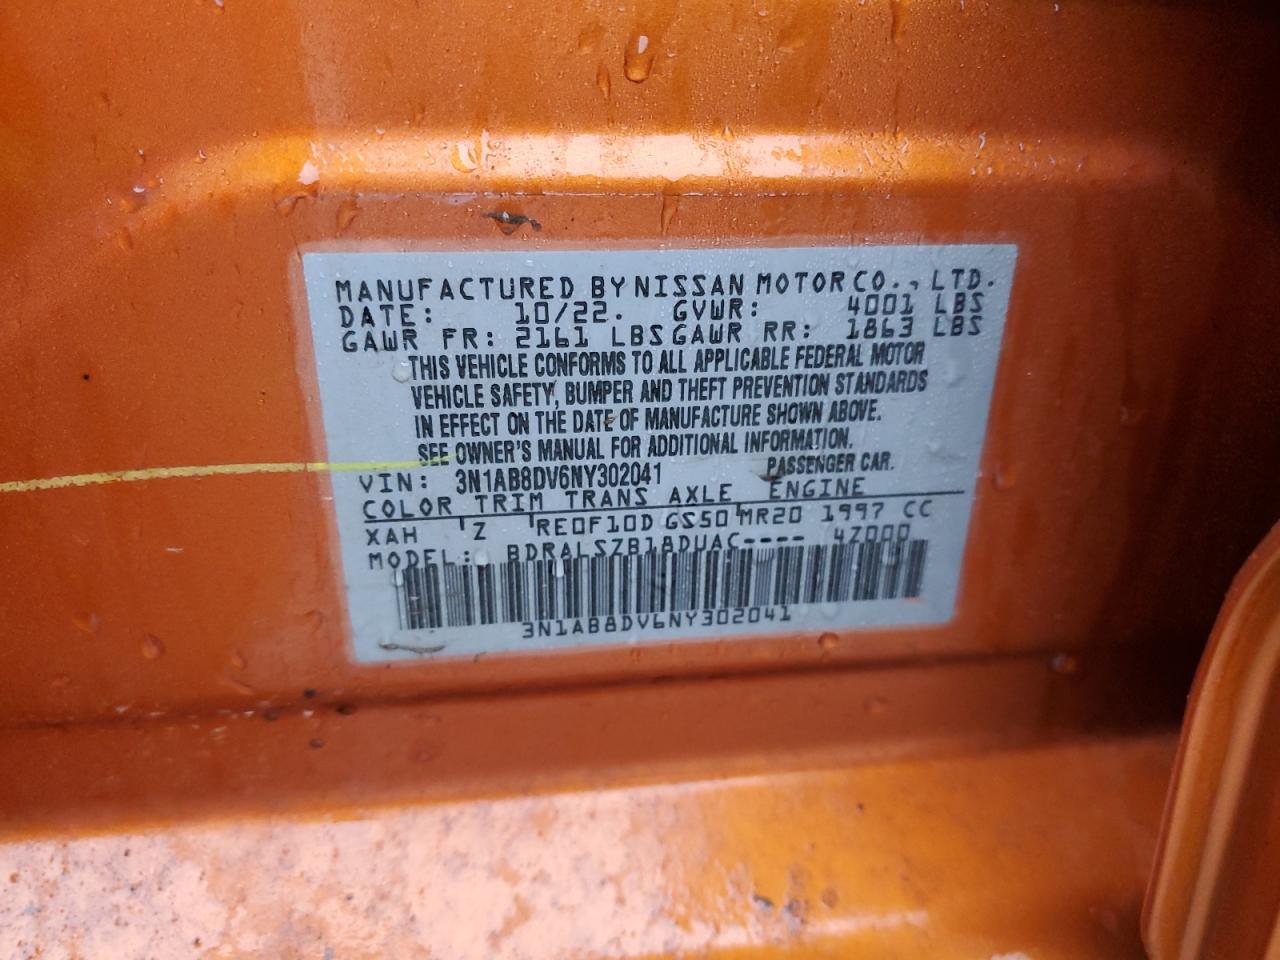 MANUFACTURED BY NISSAN MOTOR CO., LTD.
DATE: 10/22. GVWR: 4001 LBS
GAWR FR: 2161 LBS GAWR RR: 1863 LBS
THIS VEHICLE CONFORMS TO ALL APPLICABLE FEDERAL MOTOR
VEHICLE SAFETY, BUMPER AND THEFT PREVENTION STANDARDS
IN EFFECT ON THE DATE OF MANUFACTURE SHOWN ABOVE.
SEE OWNER'S MANUAL FOR ADDITIONAL INFORMATION.
VIN: 3N1AB8DV6NY302041 PASSENGER CAR.
COLOR TRIM TRANS AXLE ENGINE
XAH Z RE0F10D GS50 MR20 1997 CC
MODEL: BDRALSZB18DUAC---- 4Z000
3N1AB8DV6NY302041